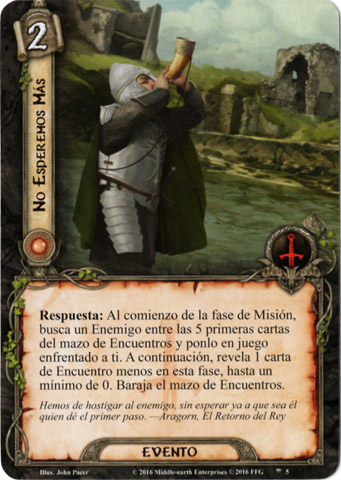 2
No Esperemos Más
Respuesta: Al comienzo de la fase de Misión,
busca un Enemigo entre las 5 primeras cartas
del mazo de Encuentros y ponlo en juego
enfrentado a ti. A continuación, revela 1 carta
de Encuentro menos en esta fase, hasta un
mínimo de 0. Baraja el mazo de Encuentros.
Hemos de hostigar al enemigo, sin esperar ya a que sea él
quién dé el primer paso. —Aragorn, El Retorno del Rey
EVENTO
Illus. John Pacer © 2016 Middle-earth Enterprises © 2016 FFG 5